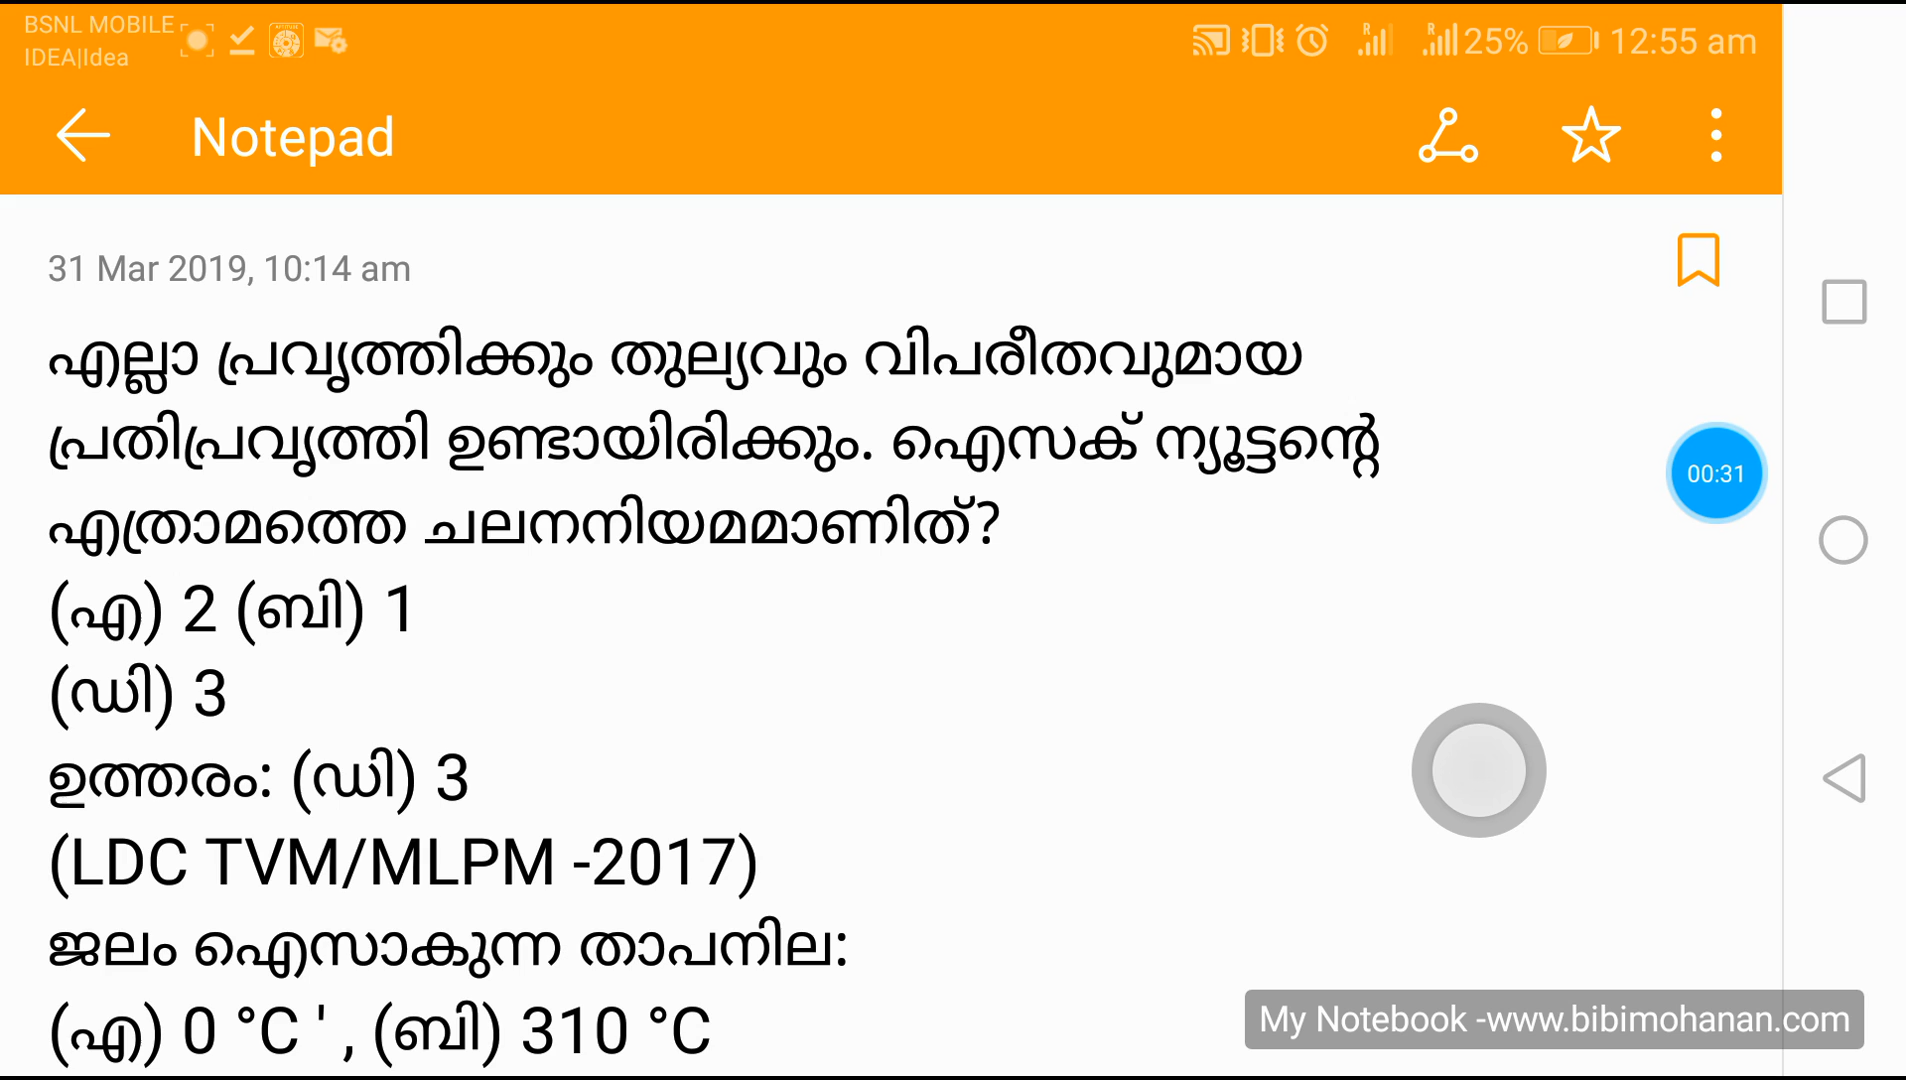 BSNL MOBILE
IDEA|Idea
25% 12:55 am
Notepad
31 Mar 2019, 10:14 am
എല്ലാ പ്രവൃത്തിക്കും തുല്യവും വിപരീതവുമായ
പ്രതിപ്രവൃത്തി ഉണ്ടായിരിക്കും. ഐസക് ന്യൂട്ടന്റെ
00:31
എത്രാമത്തെ ചലനനിയമമാണിത്?
(എ) 2 (ബി) 1
(ഡി) 3
ഉത്തരം: (ഡി) 3
(LDC TVM/MLPM -2017)
ജലം ഐസാകുന്ന താപനില:
(എ) 0 °C ' , (ബി) 310 °C
My Notebook -www.bibimohanan.com